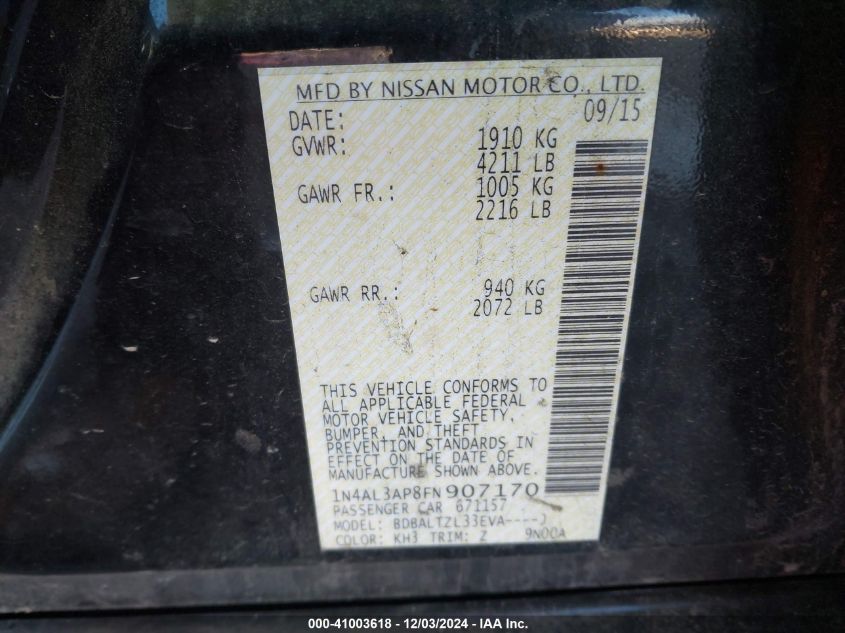 MFD BY NISSAN MOTOR CO., LTD.
DATE: 09/15
GVWR: 1910 KG
4211 LB
GAWR FR.: 1005 KG
2216 LB
GAWR RR.: 940 KG
2072 LB
THIS VEHICLE CONFORMS TO
ALL APPLICABLE FEDERAL
MOTOR VEHICLE SAFETY,
BUMPER, AND THEFT
PREVENTION STANDARDS IN
EFFECT ON THE DATE OF
MANUFACTURE SHOWN ABOVE.
1N4AL3AP8FN907170
PASSENGER CAR 671157
MODEL: BDBALTZL33EVA----J
COLOR: KH3 TRIM: Z 9N00A
000-41003618 - 12/03/2024 - IAA Inc.